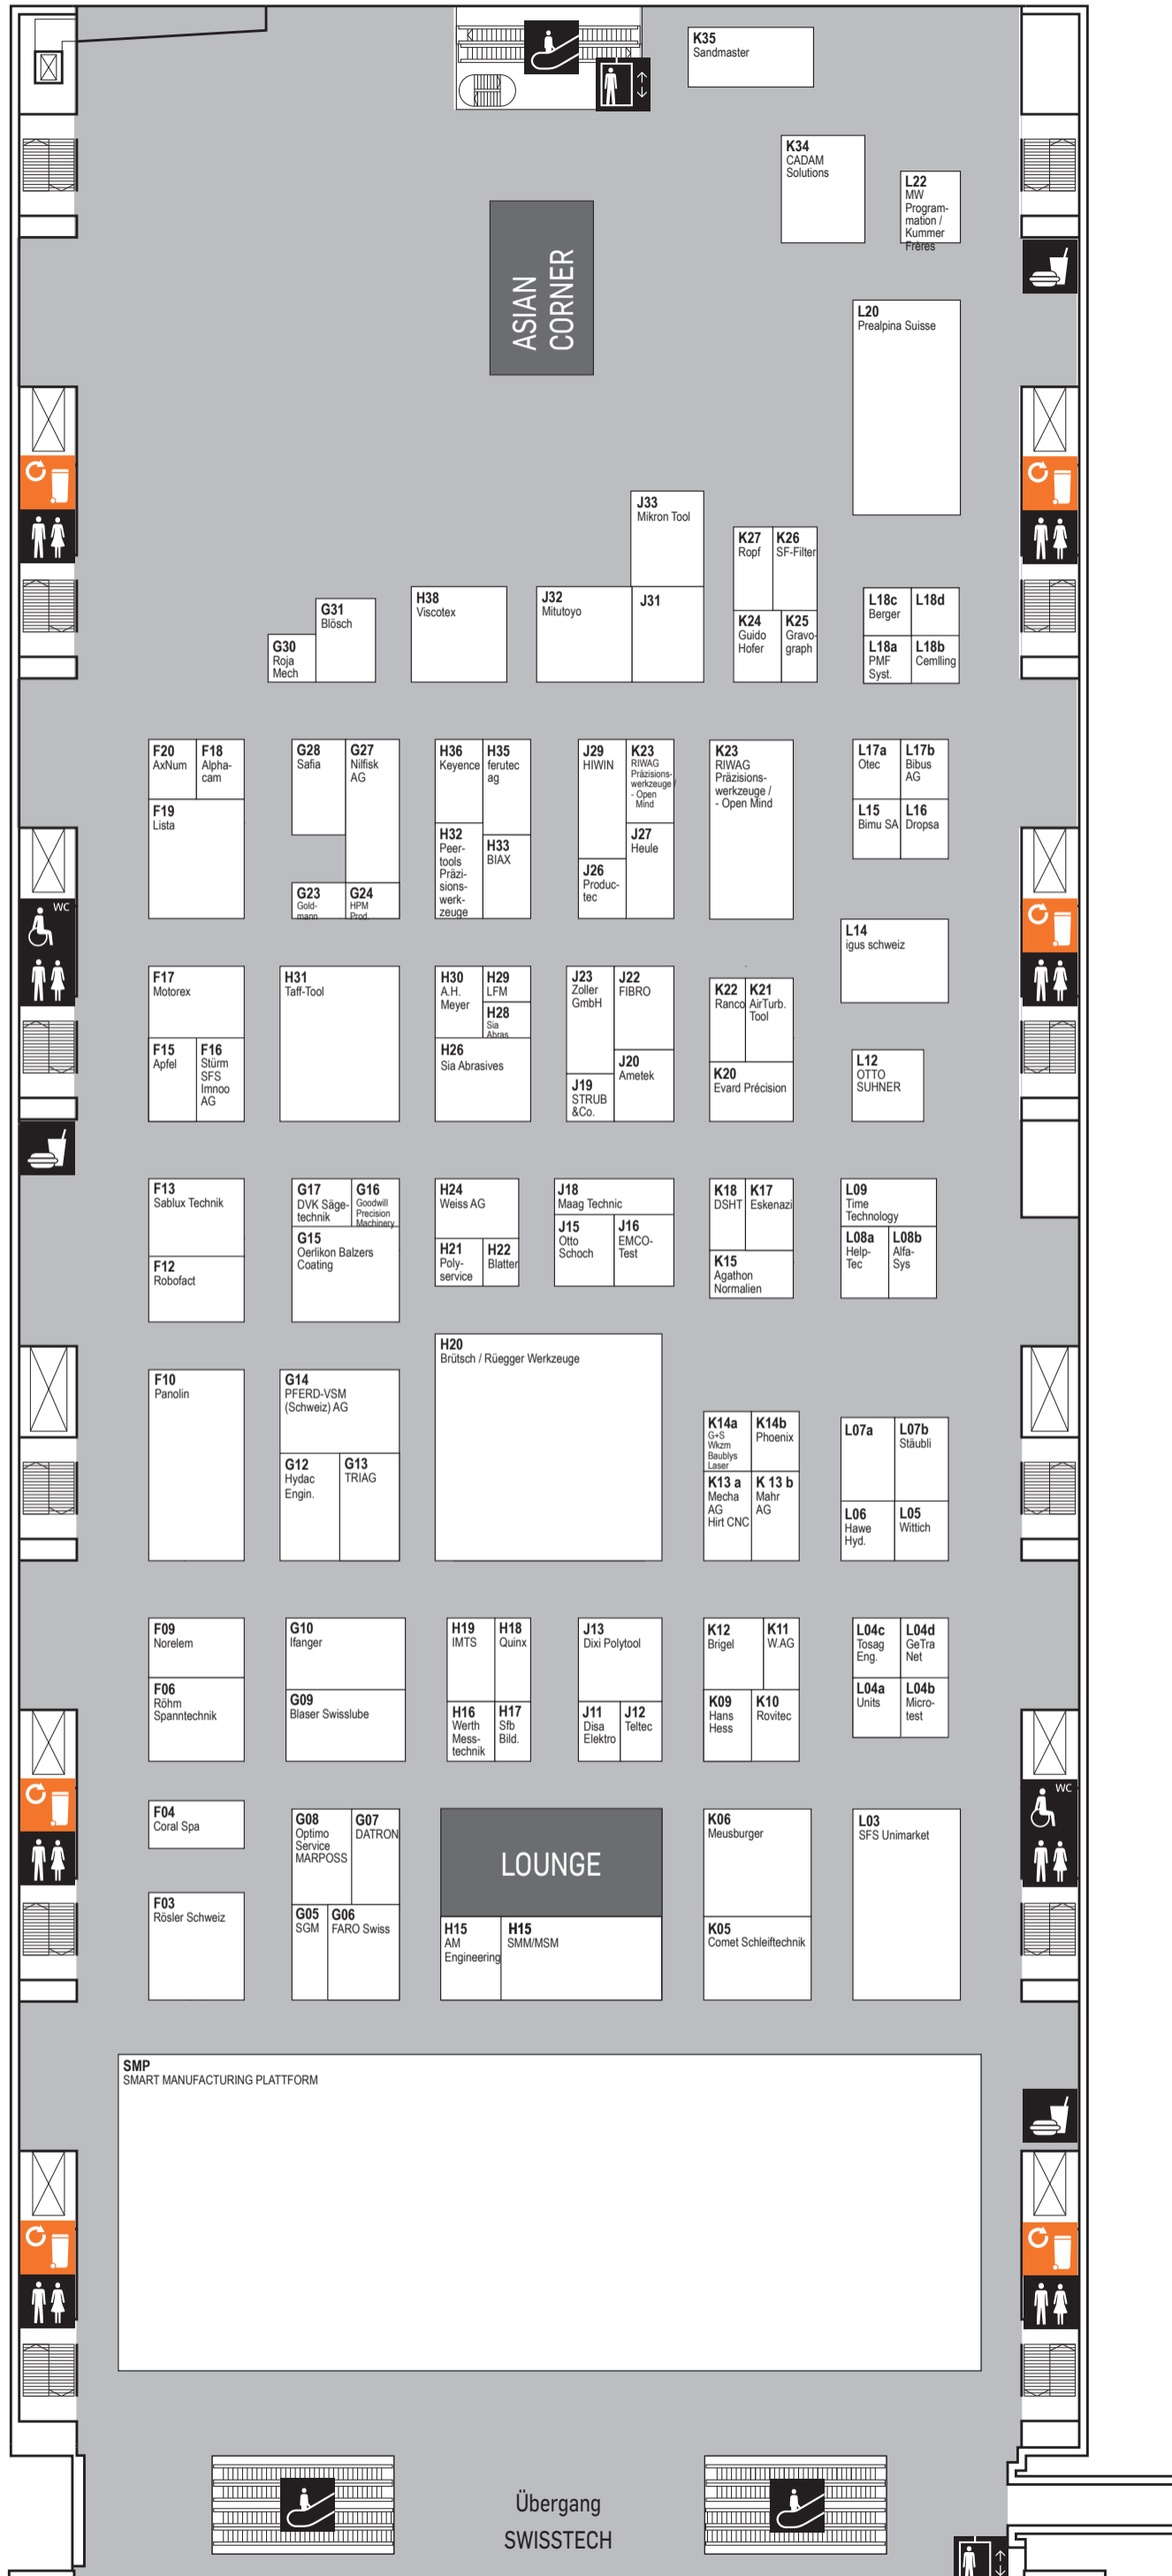 K35
Sandmaster
K34
CADAM
Solutions
L22
MW
Program-
mation /
Kummer
Frères
ASIAN
CORNER
L20
Prealpina Suisse
J33
Mikron Tool
K27
Ropf
K26
SF-Filter
G31
Blösch
G30
Roja
Mech
H38
Viscotex
J32
Mitutoyo
J31
K24
Guido
Hofer
K25
Gravo-
graph
L18c
Berger
L18d
L18a
PMF
Syst.
L18b
Cemlling
F20
AxNum
F18
Alpha-
cam
F19
Lista
G28
Safia
G27
Nilfisk
AG
G23
Gold-
mann
G24
HPM
Prod.
H36
Keyence
H35
ferutec
ag
H32
Peer-
tools
Präzi-
sions-
werk-
zeuge
H33
BIAX
J29
HIWIN
K23
RIWAG
Präzisions-
werkzeuge /
- Open
Mind
J27
Heule
J26
Produc-
tec
K23
RIWAG
Präzisions-
werkzeuge /
- Open Mind
L17a
Otec
L17b
Bibus
AG
L15
Bimu SA
L16
Dropsa
WC
L14
igus schweiz
F17
Motorex
F15
Apfel
F16
Stürm
SFS
Imnoo
AG
H31
Taff-Tool
H30
A.H.
Meyer
H29
LFM
H28
Sia
Abras.
H26
Sia Abrasives
J23
Zoller
GmbH
J22
FIBRO
J20
Ametek
J19
STRUB
&Co.
K22
Ranco
K21
AirTurb.
Tool
K20
Evard Précision
L12
OTTO
SUHNER
F13
Sablux Technik
F12
Robofact
G17
DVK Säge-
technik
G16
Goodwill
Precision
Machinery
G15
Oerlikon Balzers
Coating
H24
Weiss AG
H21
Poly-
service
H22
Blatter
J18
Maag Technic
J15
Otto
Schoch
J16
EMCO-
Test
K18
DSHT
K17
Eskenazi
K15
Agathon
Normalien
L09
Time
Technology
L08a
Help-
Tec
L08b
Alfa-
Sys
H20
Brütsch / Rüegger Werkzeuge
F10
Panolin
G14
PFERD-VSM
(Schweiz) AG
G12
Hydac
Engin.
G13
TRIAG
K14a
G+S
Wkzm
Baublys
Laser
K14b
Phoenix
K13 a
Mecha
AG
Hirt CNC
K 13 b
Mahr
AG
L07a
L07b
Stäubli
L06
Hawe
Hyd.
L05
Wittich
F09
Norelem
F06
Röhm
Spanntechnik
G10
Ifanger
G09
Blaser Swisslube
H19
IMTS
H18
Quinx
H16
Werth
Mess-
technik
H17
Sfb
Bild.
J13
Dixi Polytool
J11
Disa
Elektro
J12
Teltec
K12
Brigel
K11
W.AG
K09
Hans
Hess
K10
Rovitec
L04c
Tosag
Eng.
L04d
GeTra
Net
L04a
Units
L04b
Micro-
test
WC
F04
Coral Spa
F03
Rösler Schweiz
G08
Optimo
Service
MARPOSS
G07
DATRON
G05
SGM
G06
FARO Swiss
LOUNGE
H15
AM
Engineering
H15
SMM/MSM
K06
Meusburger
K05
Comet Schleiftechnik
L03
SFS Unimarket
SMP
SMART MANUFACTURING PLATTFORM
Übergang
SWISSTECH